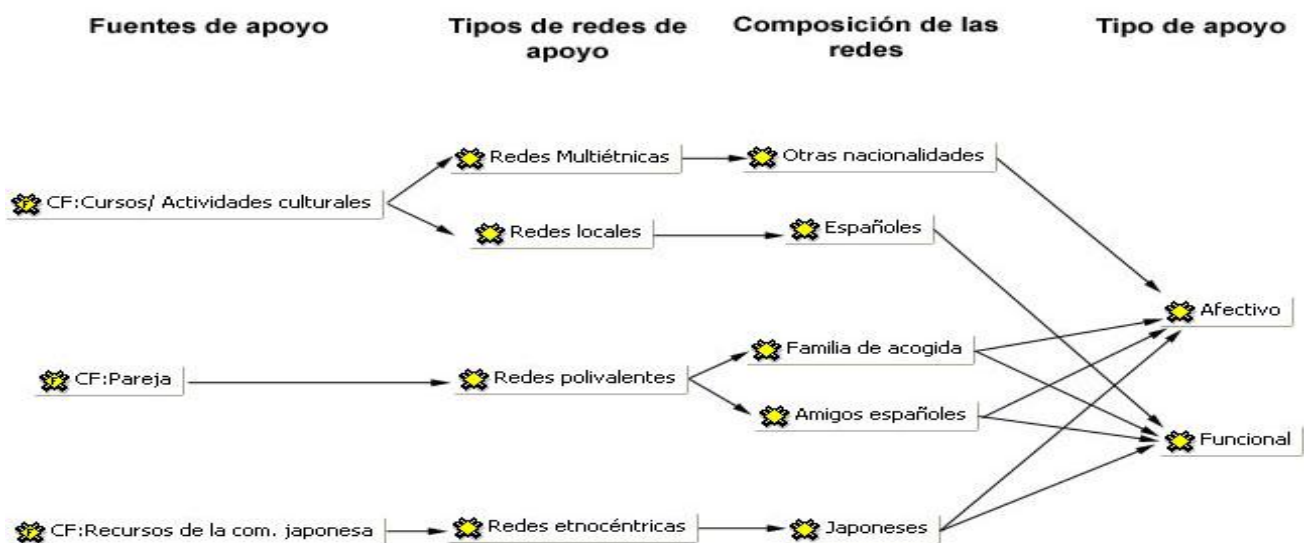 Fuentes de apoyo
Tipos de redes de
apoyo
Composición de las
redes
Tipo de apoyo
Redes Multiétnicas
Otras nacionalidades
CF:Cursos/ Actividades culturales
Redes locales
Españoles
Afectivo
Familia de acogida
CF:Pareja
Redes polivalentes
Amigos españoles
Funcional
CF:Recursos de la com. japonesa
Redes etnocéntricas
Japoneses